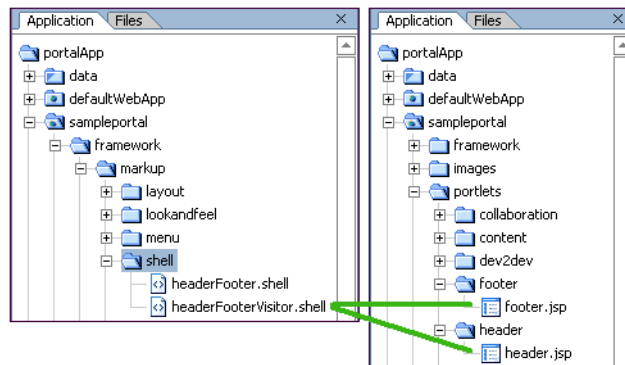 Application Files
portalApp
data
defaultWebApp
sampleportal
framework
markup
layout
lookandfeel
menu
shell
headerFooter.shell
headerFooterVisitor.shell
Application Files
portalApp
data
defaultWebApp
sampleportal
framework
images
portlets
collaboration
content
dev2dev
footer
footer.jsp
header
header.jsp